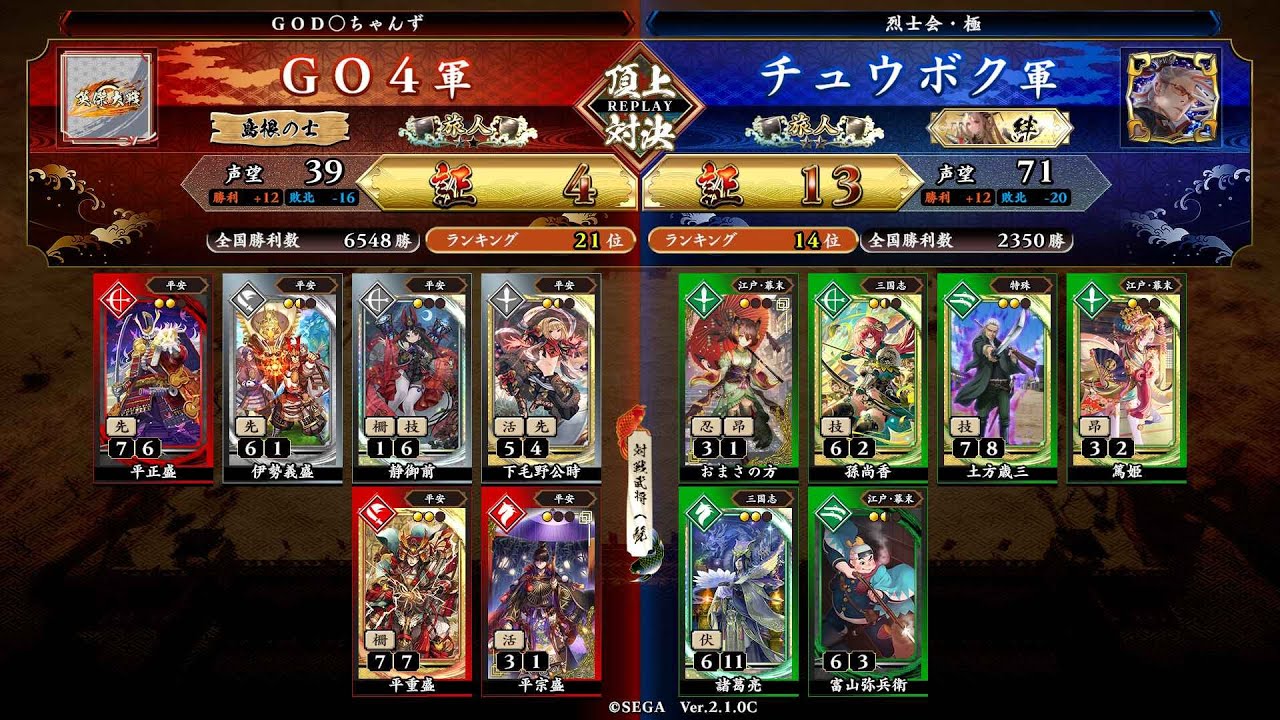 GOD〇ちゃんず
烈士会・極
GO4軍
頂上
REPLAY
対決
チュウボク軍
英傑大戦
島根の士
旅人
旅人
絆
声望 39
勝利 +12 敗北 -16
証 4
証 13
声望 71
勝利 +12 敗北 -20
全国勝利数 6548勝
ランキング 21位
ランキング 14位
全国勝利数 2350勝
平安
先
7 6
平正盛
平安
先
6 1
伊勢義盛
平安
柵 技
1 6
静御前
平安
活 先
5 4
下毛野公時
江戸・幕末
忍 昂
3 1
おまさの方
三国志
技
6 2
孫尚香
特殊
技
7 8
土方歳三
江戸・幕末
昂
3 2
篤姫
対戦武将一覧
平安
柵
7 7
平重盛
平安
活
3 1
平宗盛
三国志
伏
6 11
諸葛亮
江戸・幕末
6 3
富山弥兵衛
©SEGA Ver.2.1.0C